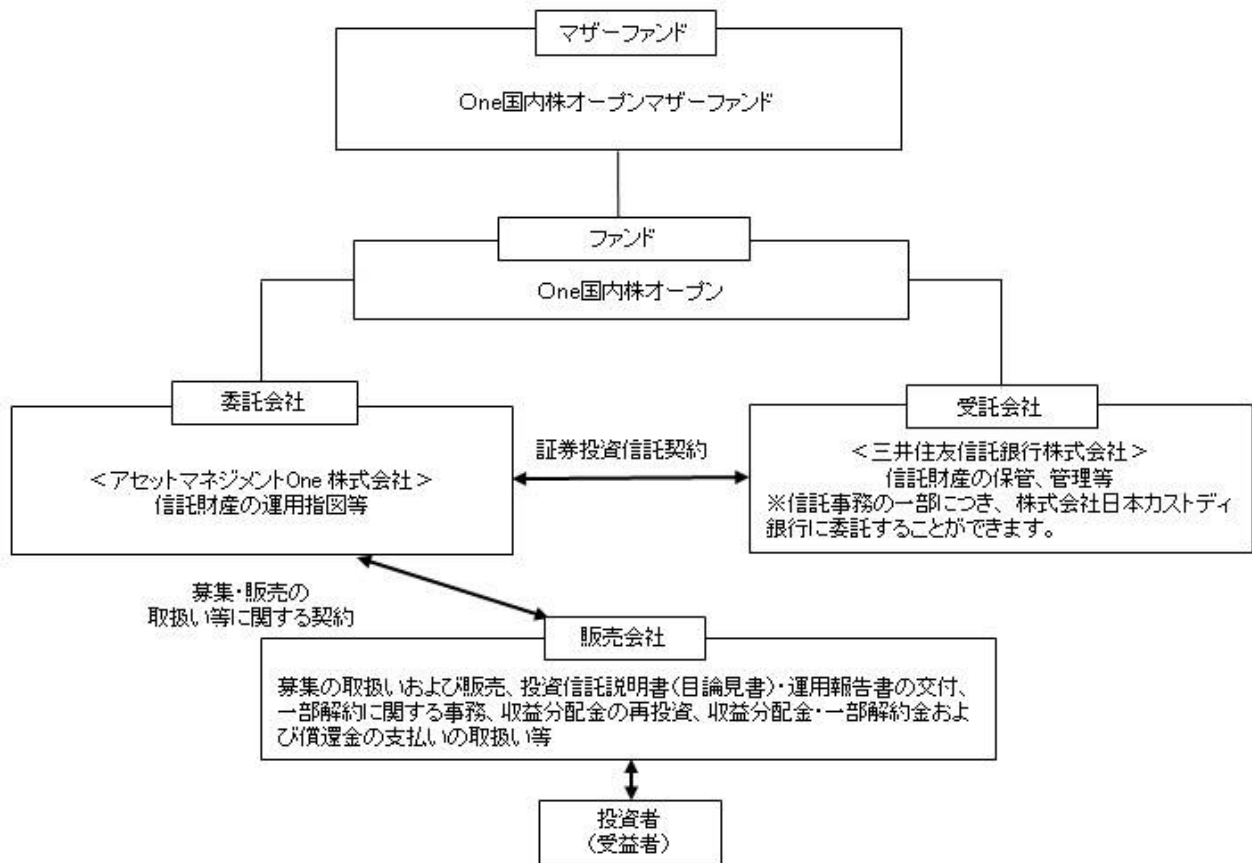 マザーファンド
One国内株オープンマザーファンド
ファンド
One国内株オープン
委託会社
＜アセットマネジメントOne 株式会社＞
信託財産の運用指図等
証券投資信託契約
受託会社
＜三井住友信託銀行株式会社＞
信託財産の保管、管理等
※信託事務の一部につき、株式会社日本カストディ
銀行に委託することができます。
募集・販売の
取扱い等に関する契約
販売会社
募集の取扱いおよび販売、投資信託説明書（目論見書）・運用報告書の交付、
一部解約に関する事務、収益分配金の再投資、収益分配金・一部解約金およ
び償還金の支払いの取扱い等
投資者
（受益者）